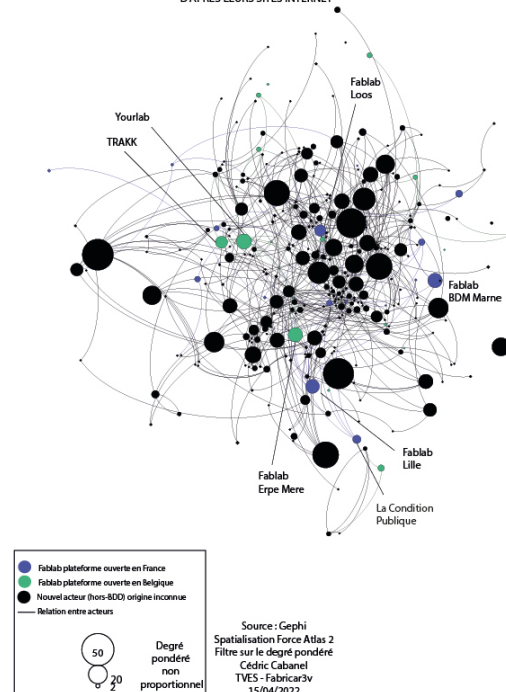 D'APRÈS LEURS SITES INTERNET
Fablab
Loos
Yourlab
TRAKK
Fablab
BDM Marne
Fablab
Lille
Fablab
Erpe Mere
La Condition
Publique
Fablab plateforme ouverte en France
Fablab plateforme ouverte en Belgique
Nouvel acteur (hors-BDD) origine inconnue
Relation entre acteurs
50
20
2
Degré
pondéré
non
proportionnel
Source : Gephi
Spatialisation Force Atlas 2
Filtre sur le degré pondéré
Cédric Cabanel
TVES - Fabricar3v
15/04/2022